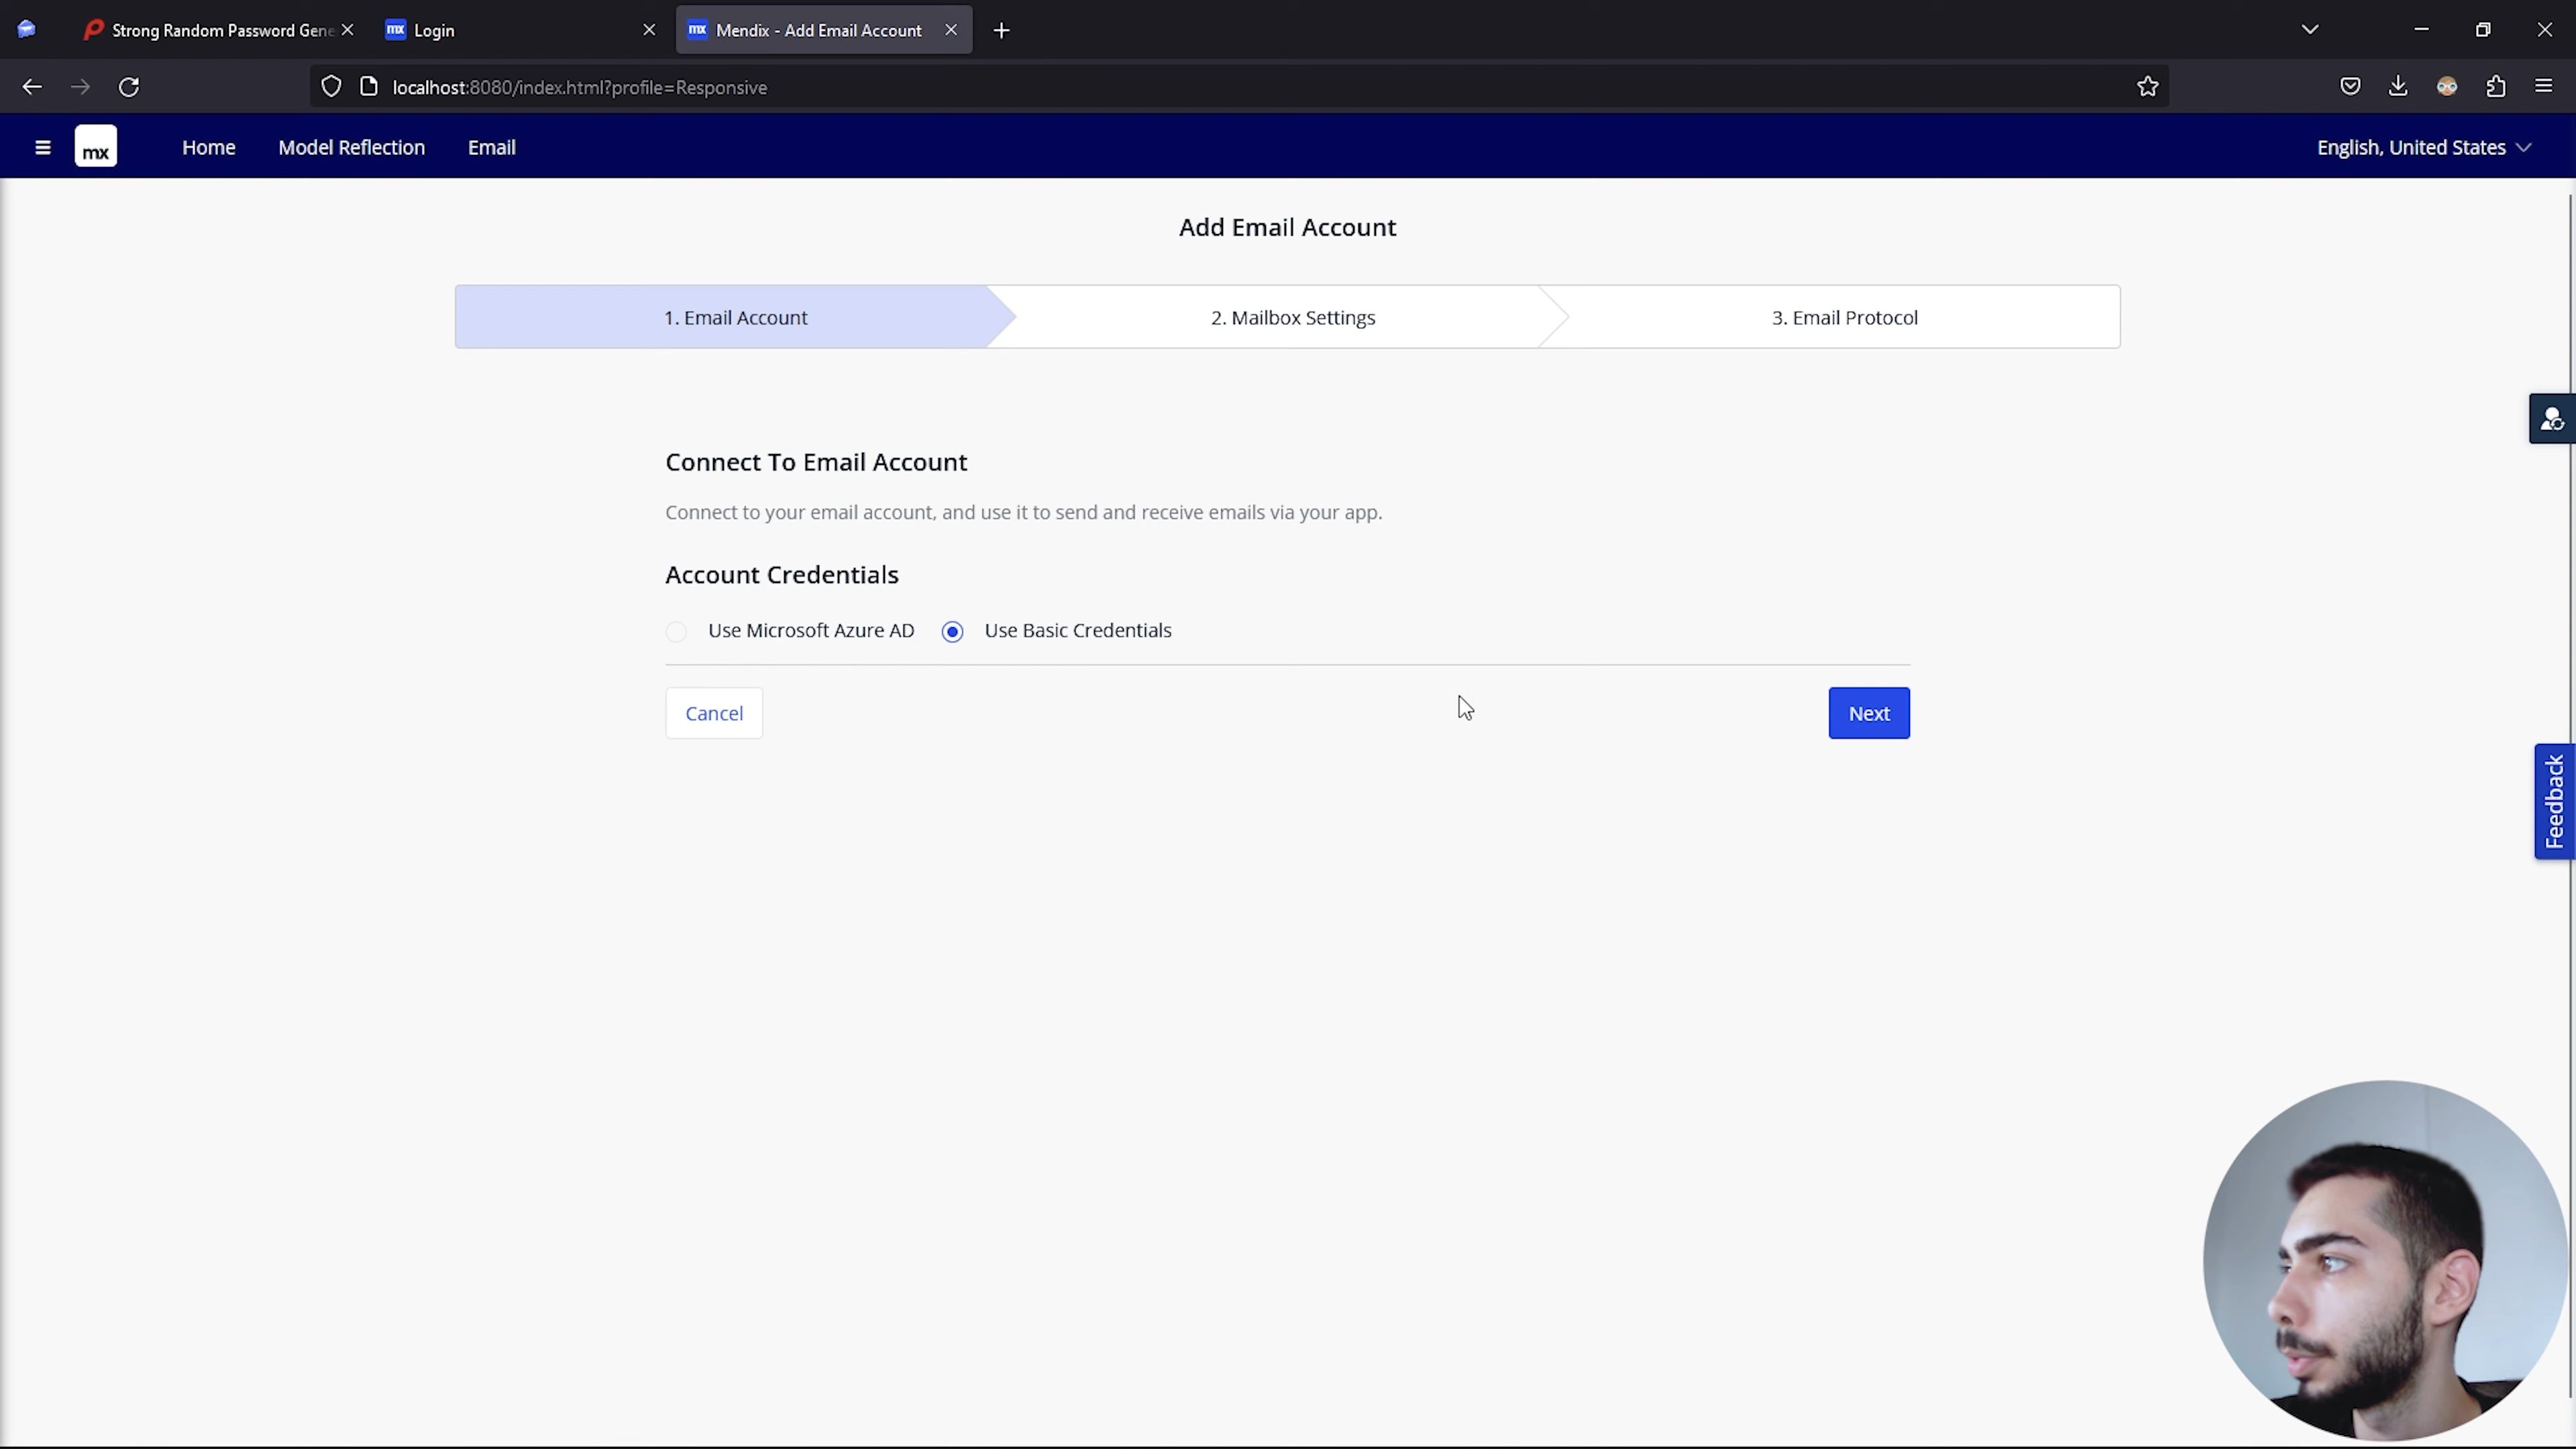 Strong Random Password Gene
mx Login
mx Mendix - Add Email Account
localhost:8080/index.html?profile=Responsive
mx
Home
Model Reflection
Email
English, United States
Add Email Account
1. Email Account
2. Mailbox Settings
3. Email Protocol
Connect To Email Account
Connect to your email account, and use it to send and receive emails via your app.
Account Credentials
Use Microsoft Azure AD
Use Basic Credentials
Cancel
Next
Feedback